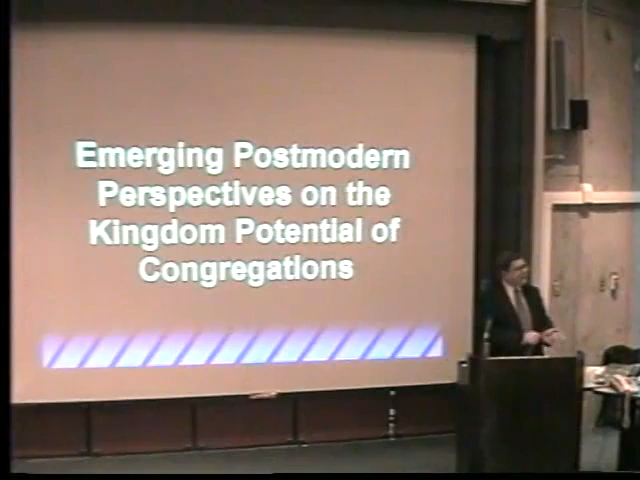 Emerging Postmodern
Perspectives on the
Kingdom Potential of
Congregations